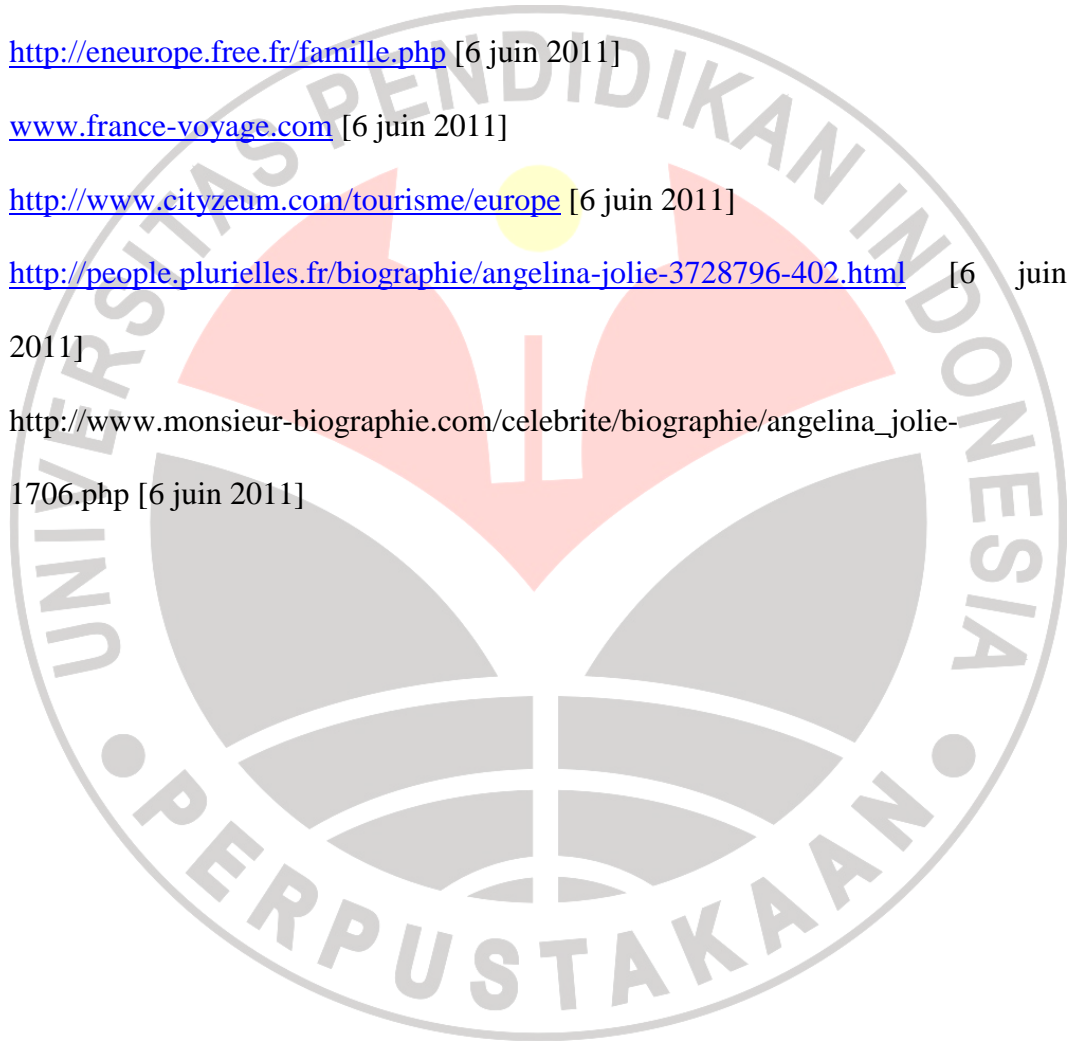 http://eneurope.free.fr/famille.php [6 juin 2011]
www.france-voyage.com [6 juin 2011]
http://www.cityzeum.com/tourisme/europe [6 juin 2011]
http://people.plurielles.fr/biographie/angelina-jolie-3728796-402.html [6 juin
2011]
http://www.monsieur-biographie.com/celebrite/biographie/angelina_jolie-
1706.php [6 juin 2011]
UNIVERSITAS PENDIDIKAN INDONESIA
PERPUSTAKAAN